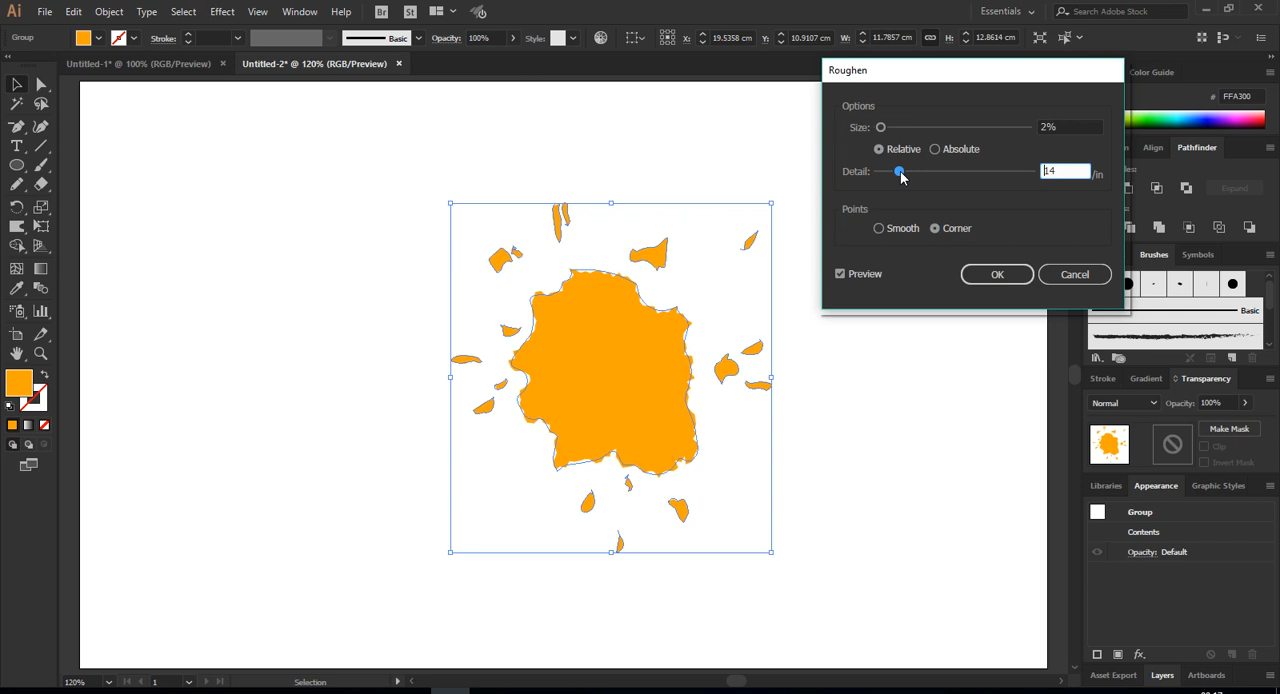 Ai File Edit Object Type Select Effect View Window Help Br St Essentials Search Adobe Stock
Group Stroke: Basic Opacity: 100% Style: X: 19.5358 cm Y: 10.9107 cm W: 11.7857 cm H: 12.8614 cm
Untitled-1* @ 100% (RGB/Preview) × Untitled-2* @ 120% (RGB/Preview) ×
Roughen
Options
Size: 2%
Relative Absolute
Detail: 14 /in
Points
Smooth Corner
Preview OK Cancel
Color Guide
# FFA300
Align Pathfinder
Expand
Brushes Symbols
Basic
Stroke Gradient Transparency
Normal Opacity: 100%
Make Mask
Clip
Invert Mask
Libraries Appearance Graphic Styles
Group
Contents
Opacity: Default
fx
Asset Export Layers Artboards
120% 1 Selection